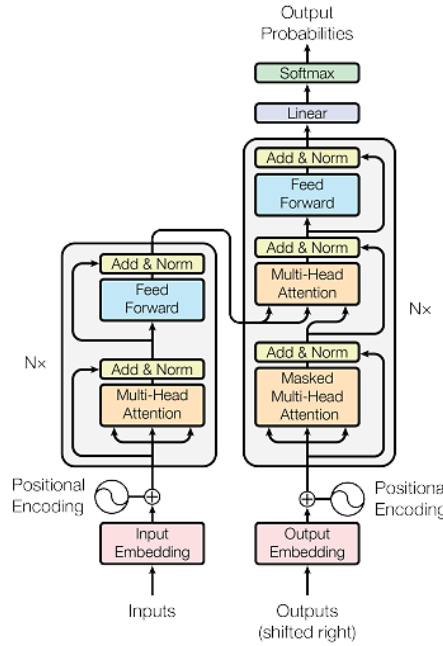 Output
Probabilities
Softmax
Linear
Add & Norm
Feed
Forward
Add & Norm
Multi-Head
Attention
Nx
Add & Norm
Masked
Multi-Head
Attention
Add & Norm
Feed
Forward
Nx
Add & Norm
Multi-Head
Attention
Positional
Encoding
Input
Embedding
Inputs
Positiona
Encoding
Output
Embedding
Outputs
(shifted right)